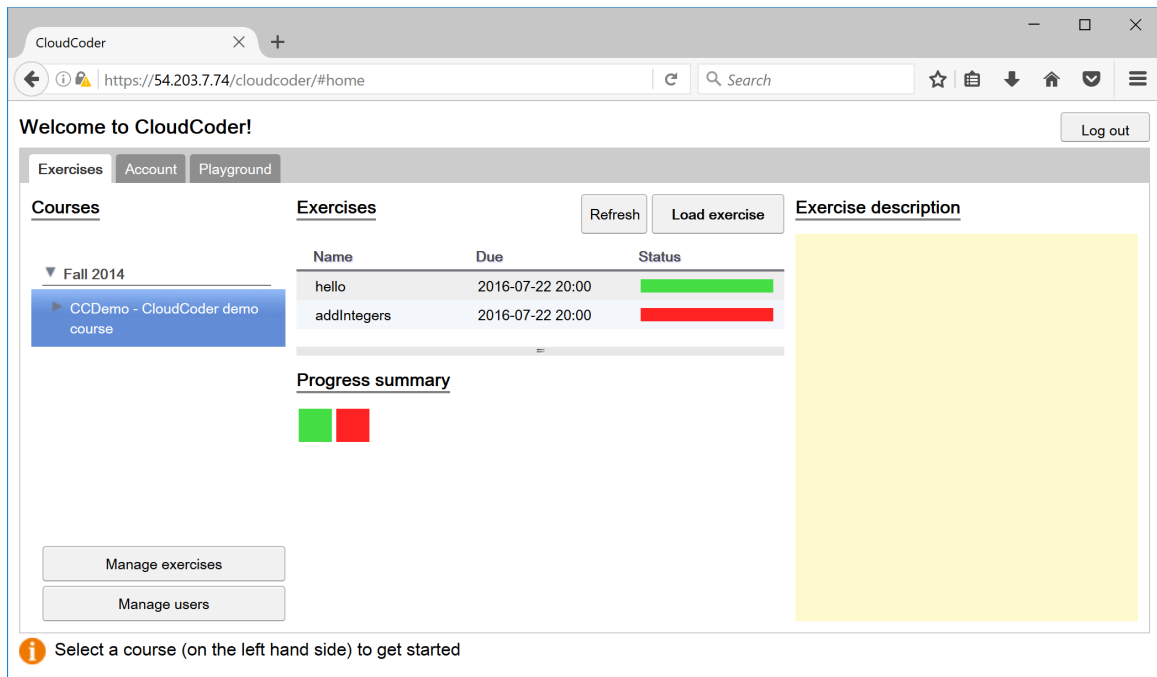 CloudCoder
https://54.203.7.74/cloudcoder/#home
Search
Welcome to CloudCoder!
Log out
Exercises Account Playground
Courses
Fall 2014
CCDemo - CloudCoder demo
course
Manage exercises
Manage users
Exercises
Refresh
Load exercise
Name Due Status
hello 2016-07-22 20:00
addIntegers 2016-07-22 20:00
Progress summary
Exercise description
Select a course (on the left hand side) to get started